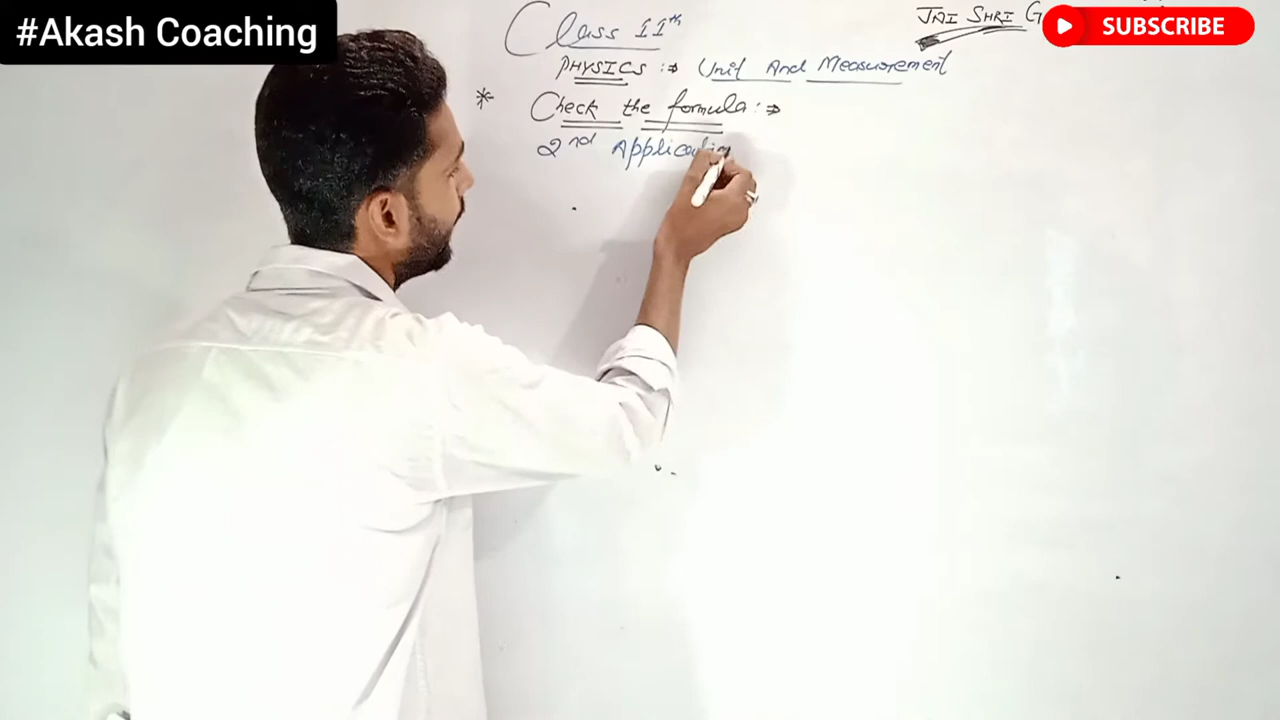 #Akash Coaching
Class 11th
JAI SHRI
SUBSCRIBE
PHYSICS :⇒ Unit And Measurement
* Check the formula :⇒
2nd Application